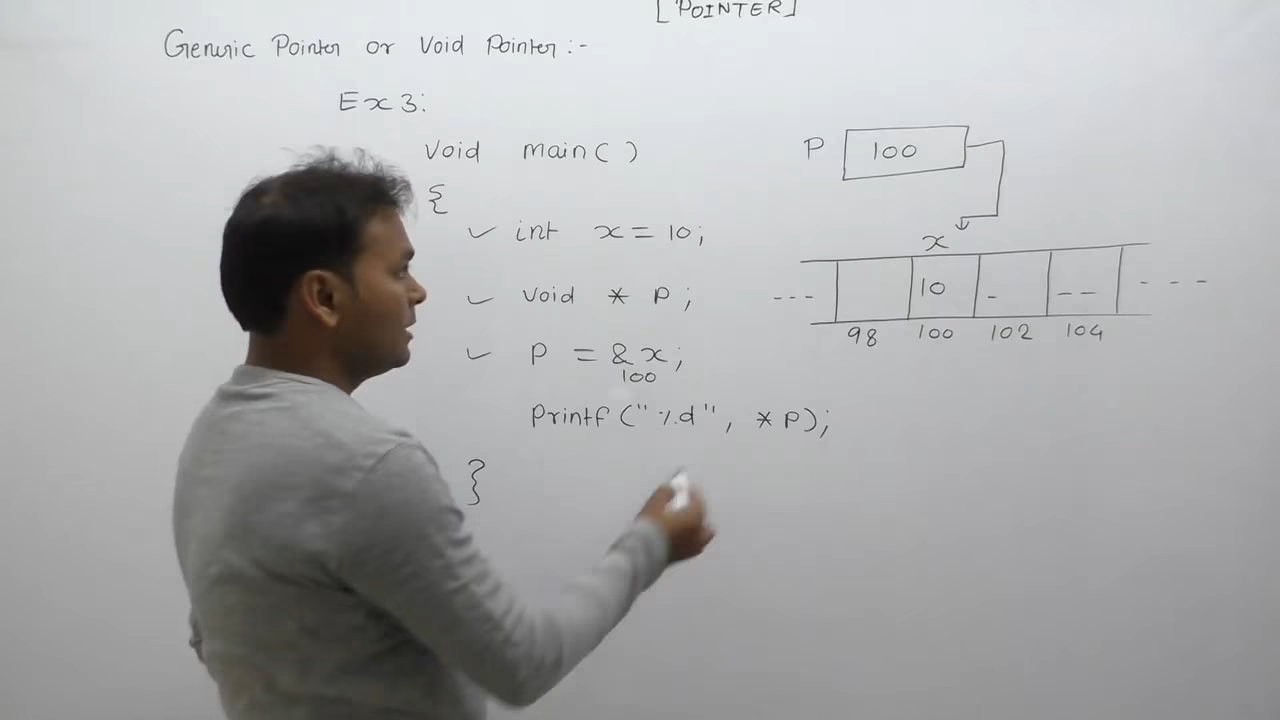 [POINTER]
Generic Pointer or Void Pointer :-
Ex 3:
void main( )
{
✓ int x = 10;
✓ void * P ;
✓ P = &x;
100
Printf ("%d", *P);
}
P 100
x
--- 10 - -- ----
98 100 102 104